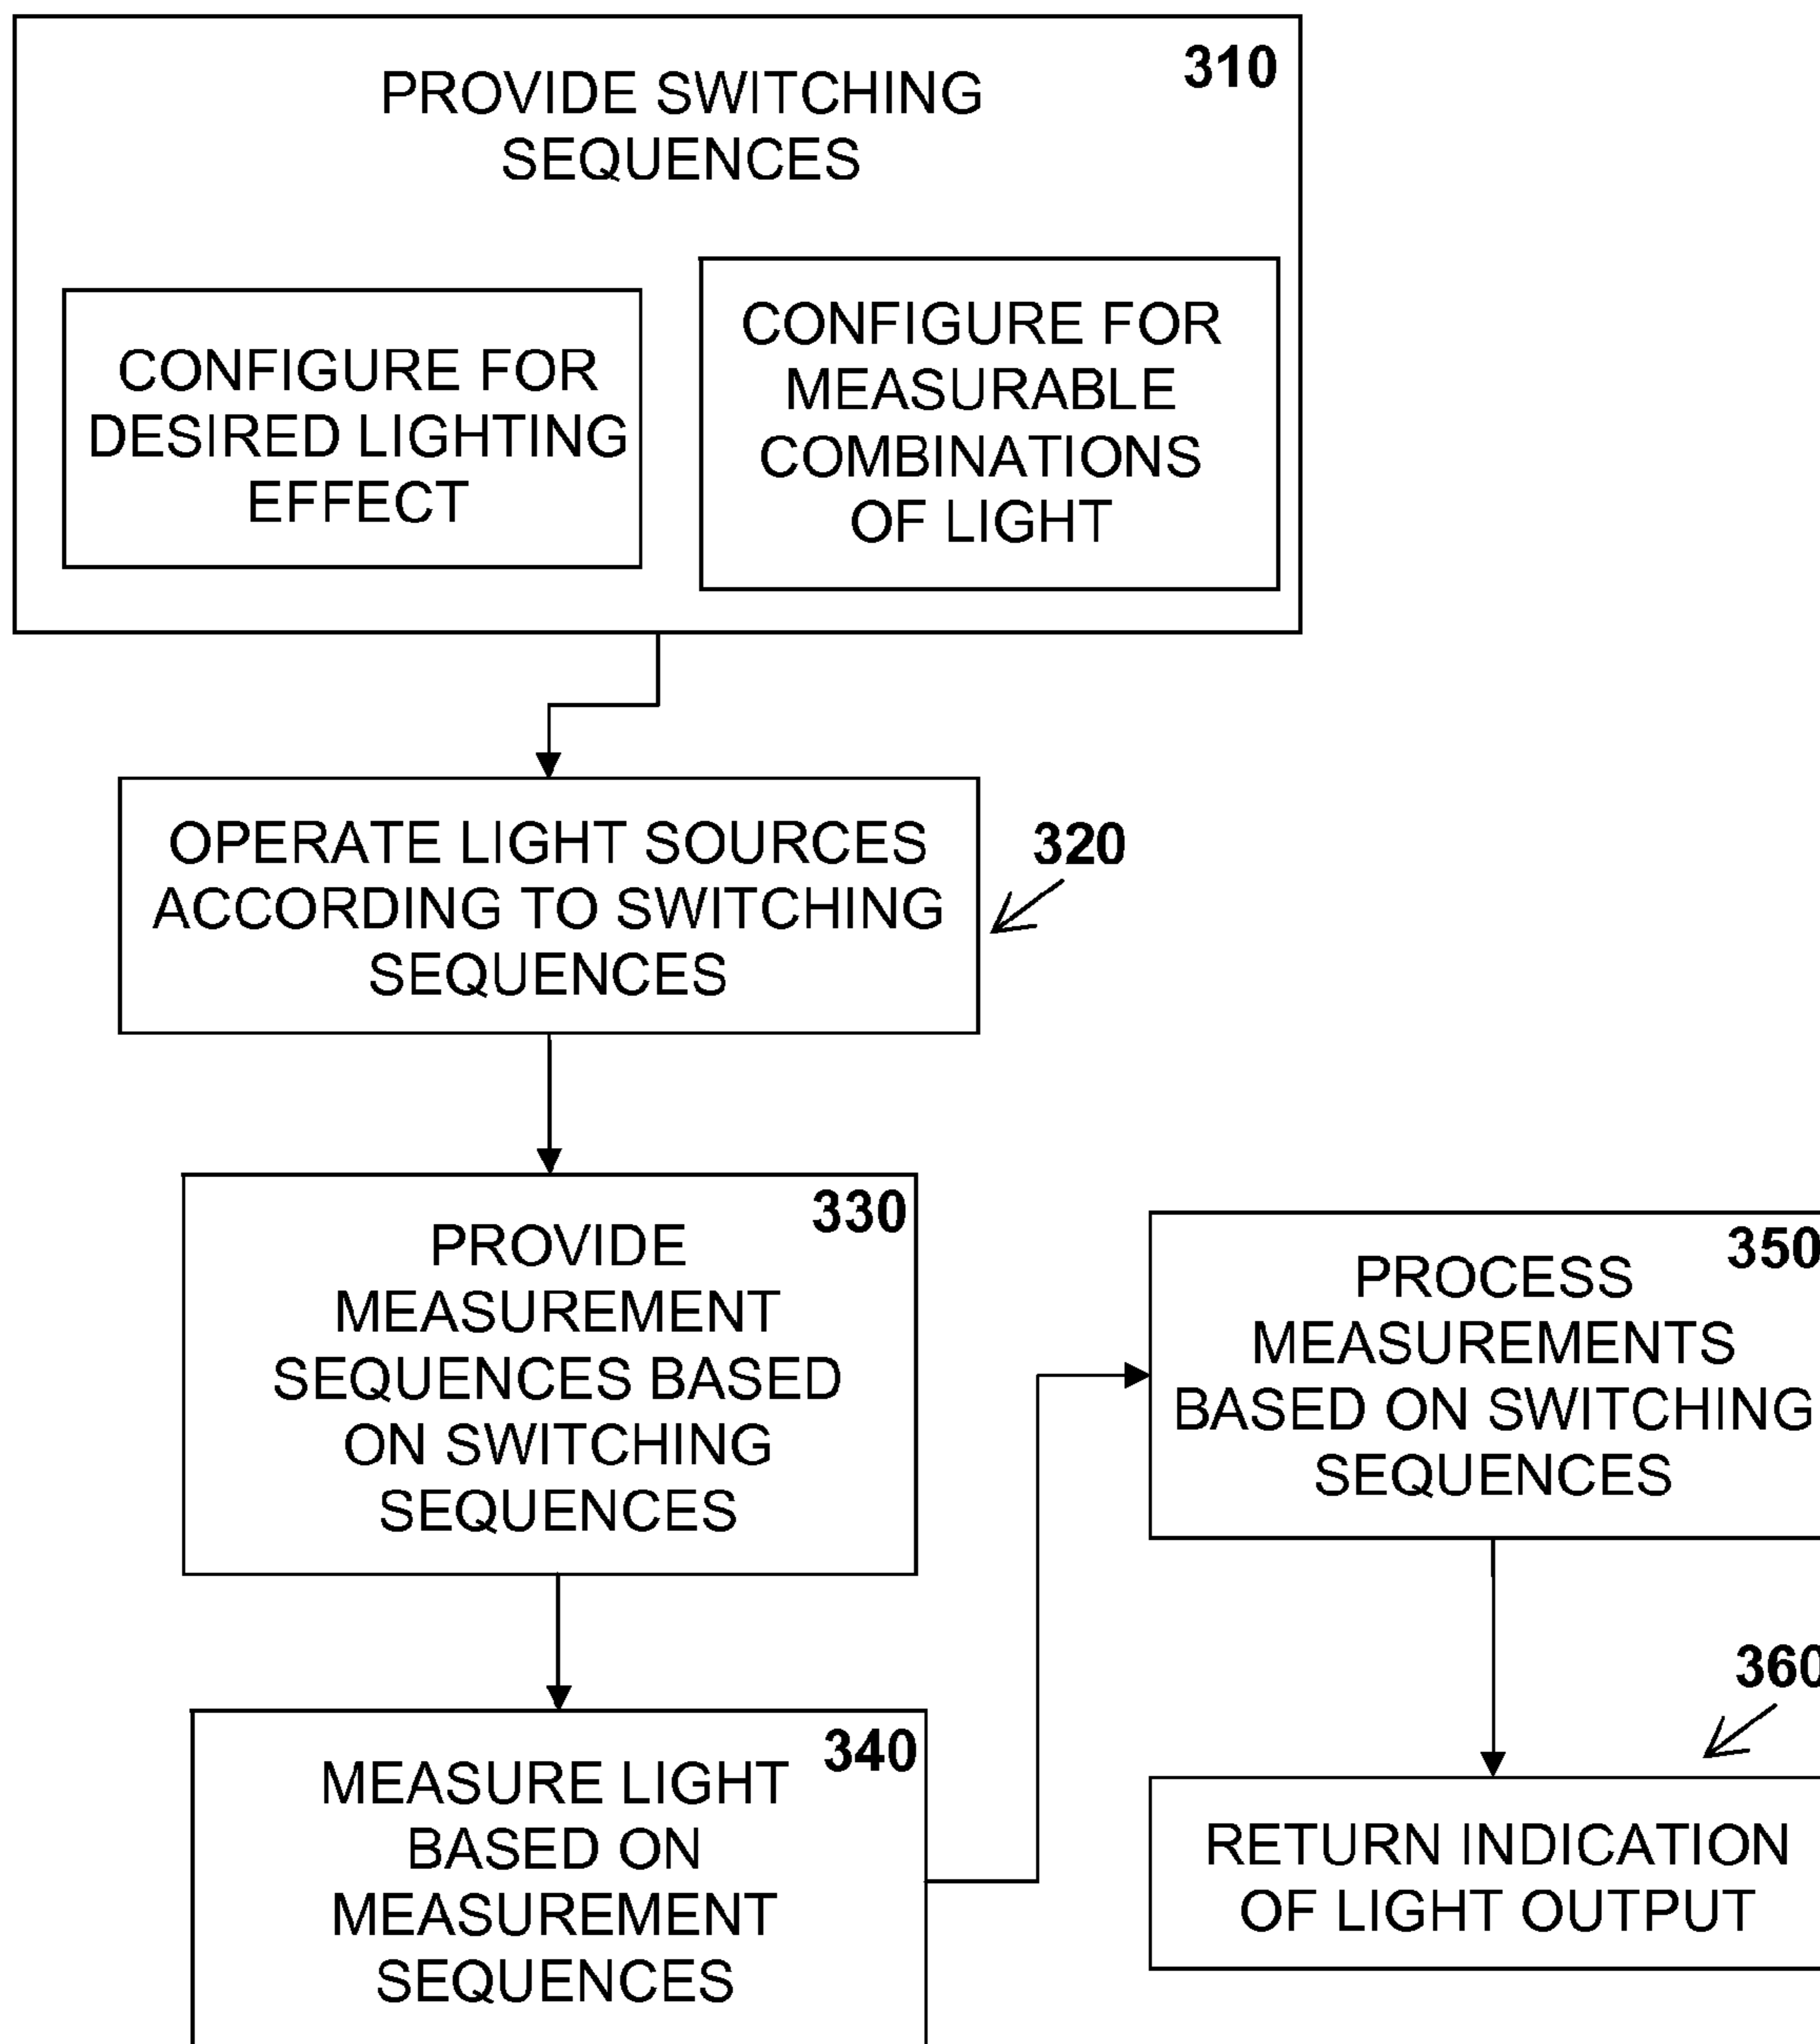 310
PROVIDE SWITCHING
SEQUENCES
CONFIGURE FOR
DESIRED LIGHTING
EFFECT
CONFIGURE FOR
MEASURABLE
COMBINATIONS
OF LIGHT
OPERATE LIGHT SOURCES
ACCORDING TO SWITCHING
SEQUENCES
320
330
PROVIDE
MEASUREMENT
SEQUENCES BASED
ON SWITCHING
SEQUENCES
340
MEASURE LIGHT
BASED ON
MEASUREMENT
SEQUENCES
350
PROCESS
MEASUREMENTS
BASED ON SWITCHING
SEQUENCES
360
RETURN INDICATION
OF LIGHT OUTPUT